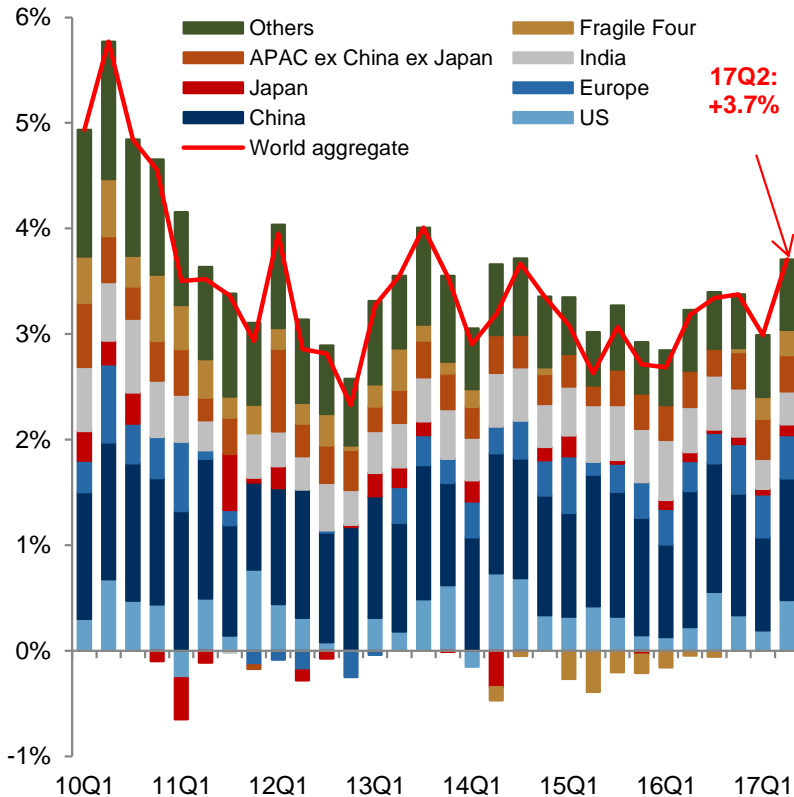 6%
5%
4%
3%
2%
1%
0%
-1%
Others
Fragile Four
APAC ex China ex Japan
India
Japan
Europe
China
US
World aggregate
17Q2:
+3.7%
10Q1 11Q1 12Q1 13Q1 14Q1 15Q1 16Q1 17Q1